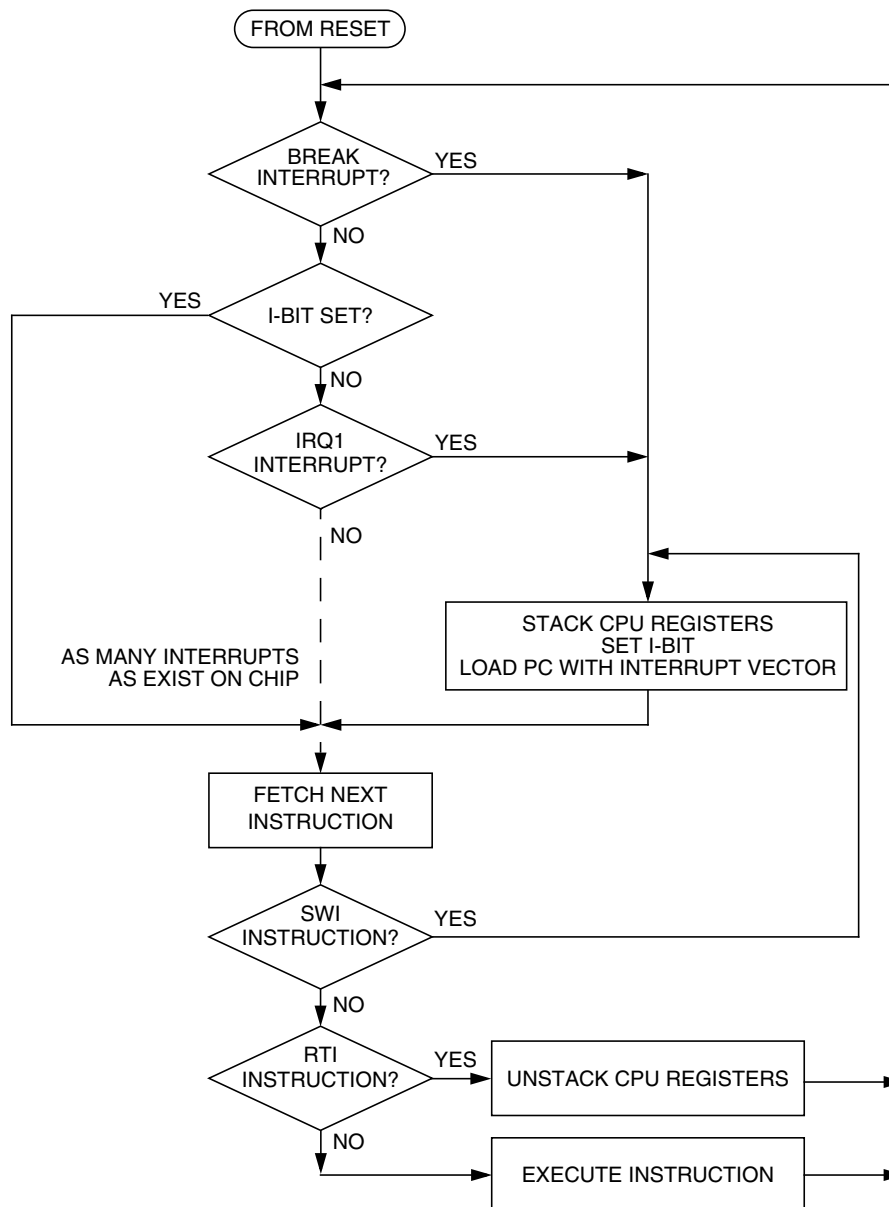 FROM RESET
BREAK
INTERRUPT?
YES
NO
YES
I-BIT SET?
NO
IRQ1
INTERRUPT?
YES
NO
STACK CPU REGISTERS
SET I-BIT
LOAD PC WITH INTERRUPT VECTOR
AS MANY INTERRUPTS
AS EXIST ON CHIP
FETCH NEXT
INSTRUCTION
SWI
INSTRUCTION?
YES
NO
RTI
INSTRUCTION?
YES
UNSTACK CPU REGISTERS
NO
EXECUTE INSTRUCTION